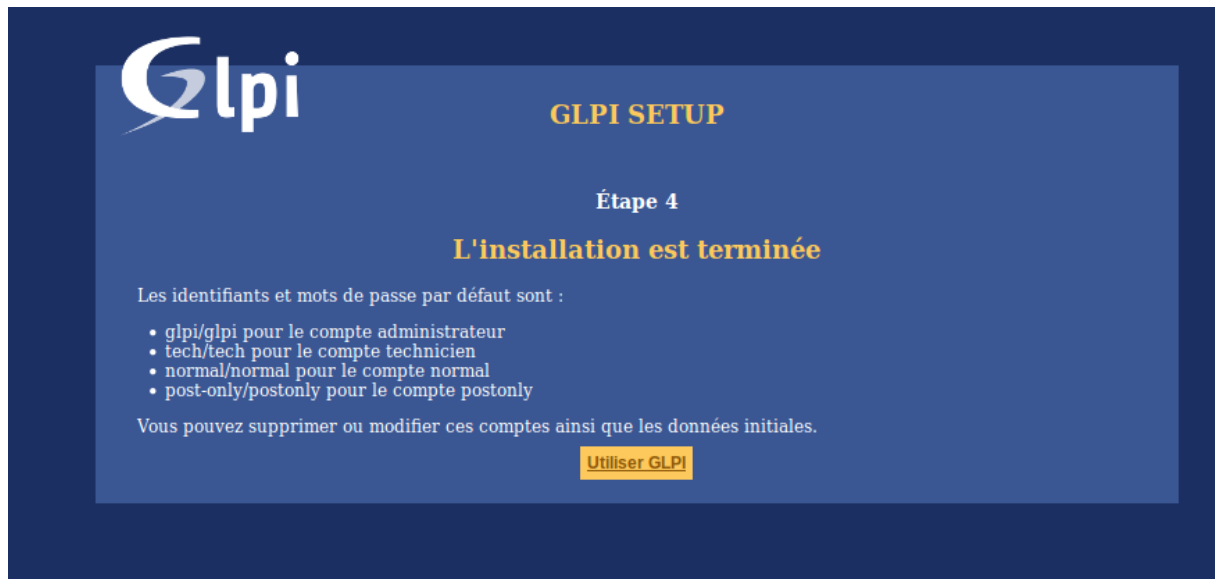 Glpi
GLPI SETUP
Étape 4
L'installation est terminée
Les identifiants et mots de passe par défaut sont :
• glpi/glpi pour le compte administrateur
• tech/tech pour le compte technicien
• normal/normal pour le compte normal
• post-only/postonly pour le compte postonly
Vous pouvez supprimer ou modifier ces comptes ainsi que les données initiales.
Utiliser GLPI